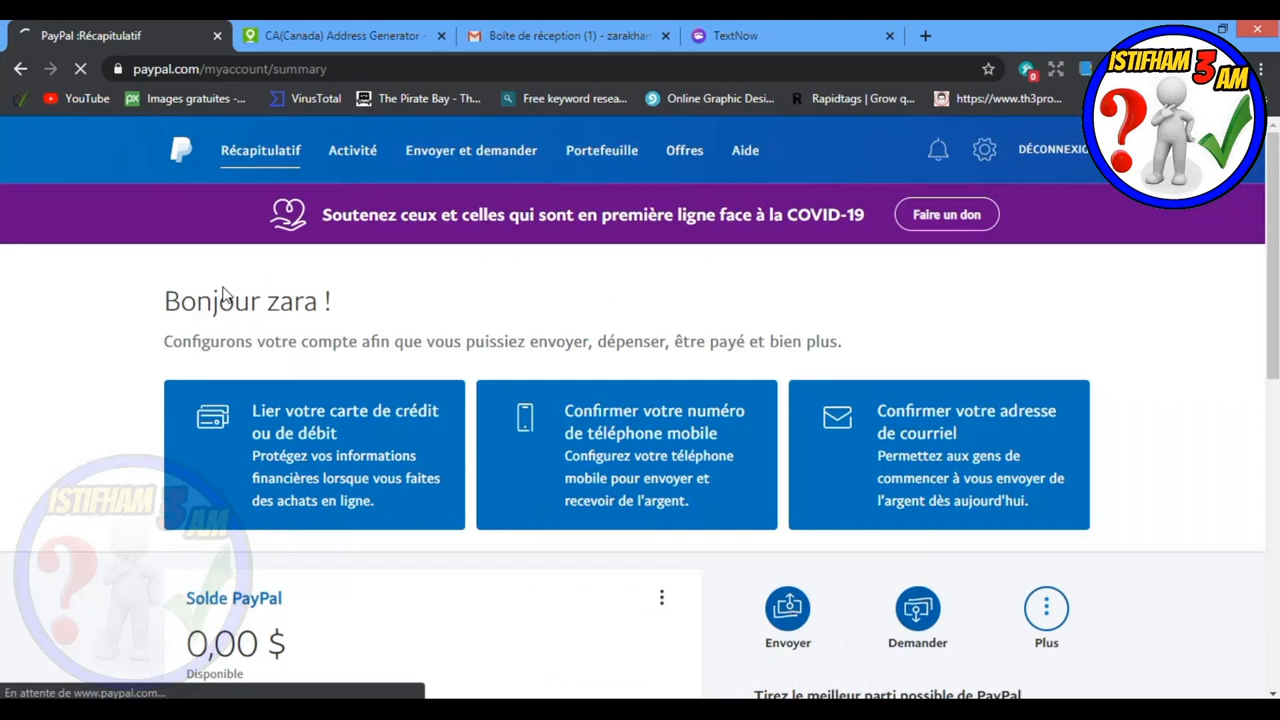 PayPal :Récapitulatif
CA(Canada) Address Generator -
Boîte de réception (1) - zarakhan
TextNow
paypal.com/myaccount/summary
0
YouTube
Images gratuites -...
VirusTotal
The Pirate Bay - Th...
Free keyword resea...
Online Graphic Desi...
Rapidtags | Grow q...
https://www.th3pro...
ISTIFHAM 3 AM
Récapitulatif
Activité
Envoyer et demander
Portefeuille
Offres
Aide
DÉCONNEXIO
Soutenez ceux et celles qui sont en première ligne face à la COVID-19
Faire un don
Bonjour zara !
Configurons votre compte afin que vous puissiez envoyer, dépenser, être payé et bien plus.
Lier votre carte de crédit
ou de débit
Protégez vos informations
financières lorsque vous faites
des achats en ligne.
Confirmer votre numéro
de téléphone mobile
Configurez votre téléphone
mobile pour envoyer et
recevoir de l'argent.
Confirmer votre adresse
de courriel
Permettez aux gens de
commencer à vous envoyer de
l'argent dès aujourd'hui.
ISTIFHAM 3 AM
Solde PayPal
0,00 $
Disponible
Envoyer
Demander
Plus
Tirez le meilleur parti possible de PayPal
En attente de www.paypal.com...